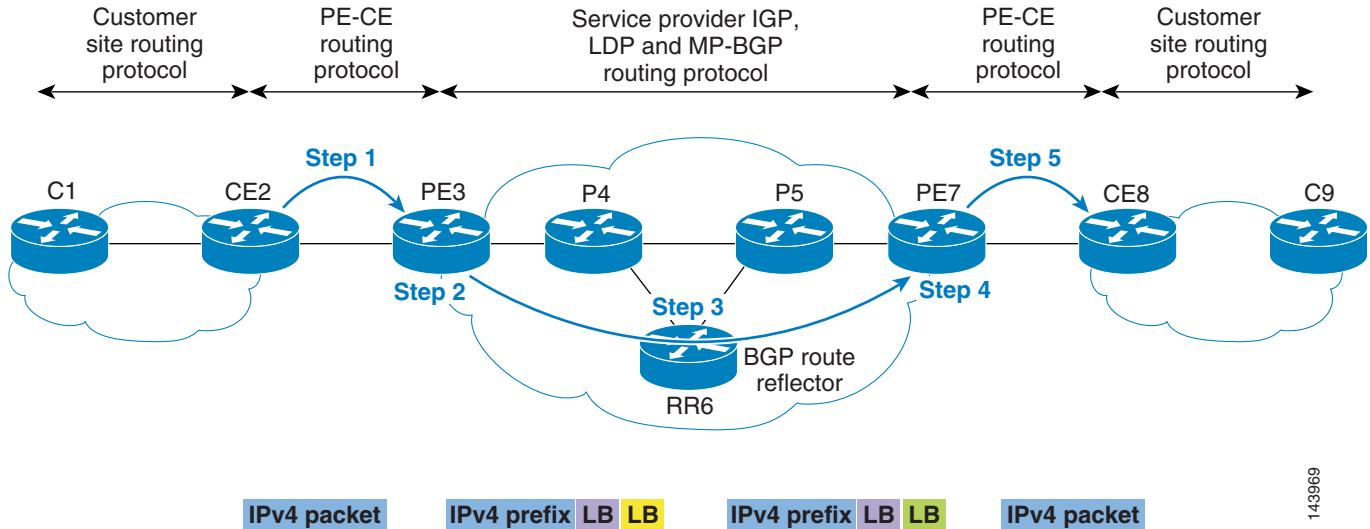 Customer
site routing
protocol
PE-CE
routing
protocol
Service provider IGP,
LDP and MP-BGP
routing protocol
PE-CE
routing
protocol
Customer
site routing
protocol
Step 1
Step 5
C1
CE2
PE3
P4
P5
PE7
CE8
C9
Step 2
Step 3
Step 4
BGP route
reflector
RR6
IPv4 packet
IPv4 prefix LB LB
IPv4 prefix LB LB
IPv4 packet
143969